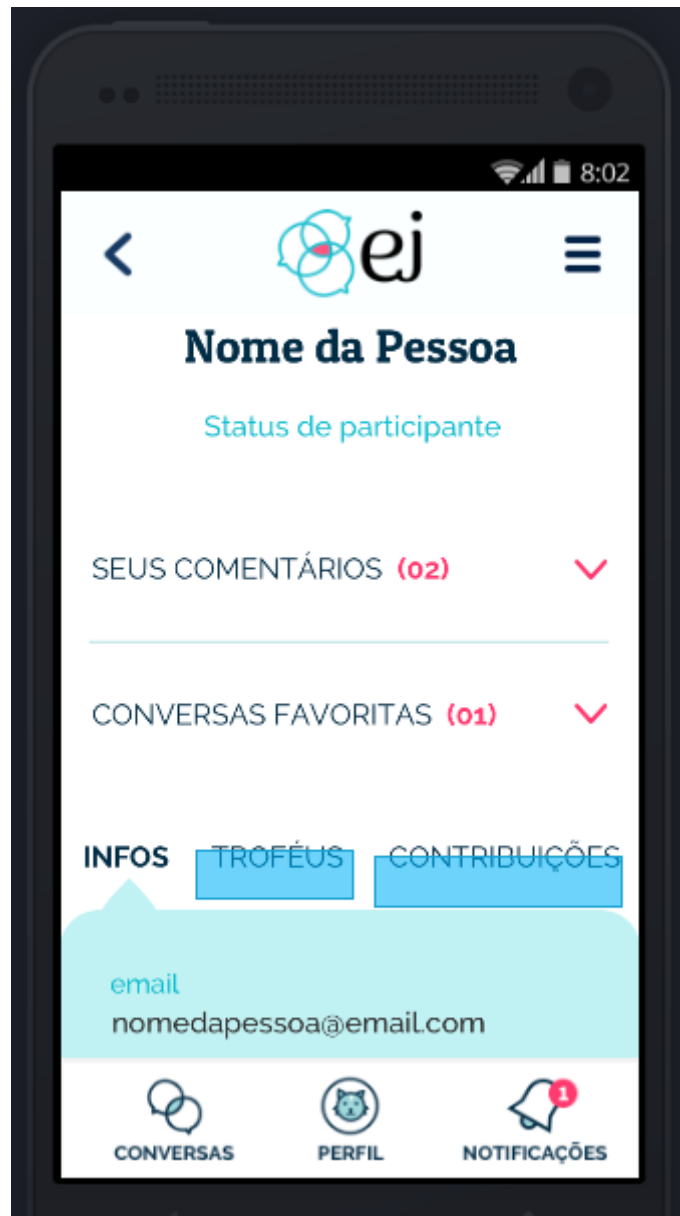 8:02
ej
Nome da Pessoa
Status de participante
SEUS COMENTÁRIOS (02)
CONVERSAS FAVORITAS (01)
INFOS TROFÉUS CONTRIBUIÇÕES
email
nomedapessoa@email.com
1
CONVERSAS PERFIL NOTIFICAÇÕES